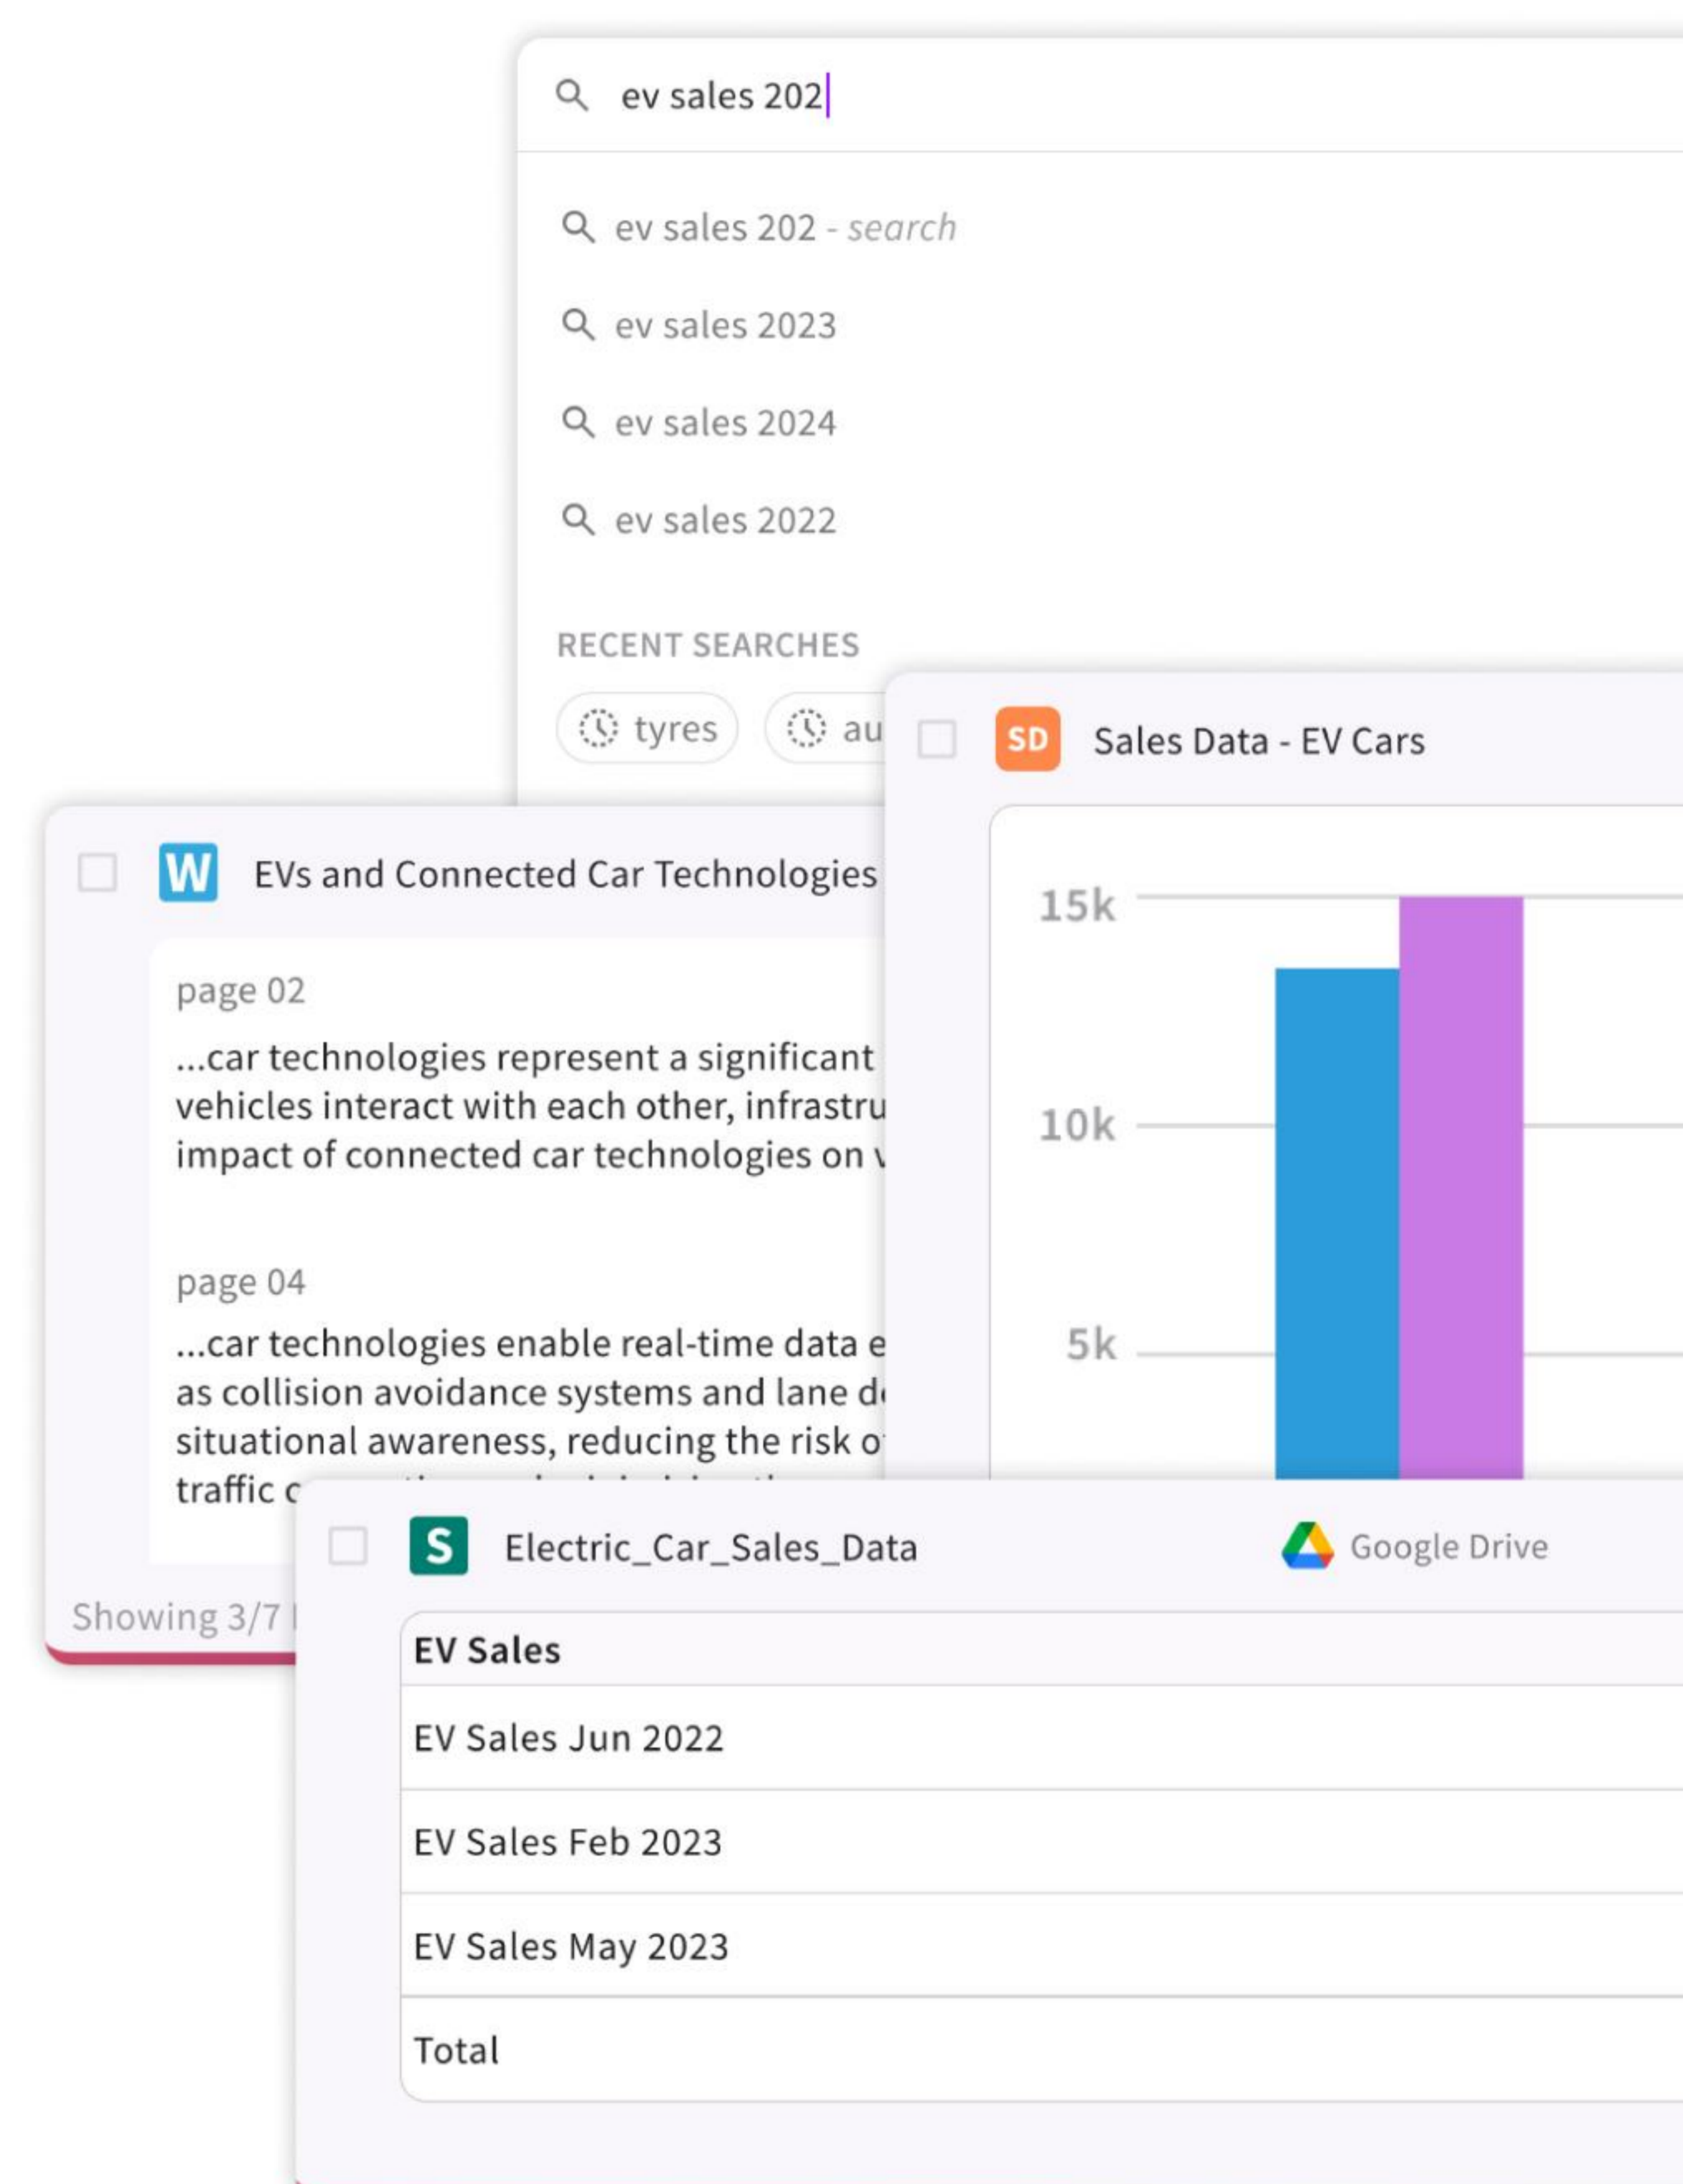 ev sales 202
ev sales 202 - search
ev sales 2023
ev sales 2024
ev sales 2022
RECENT SEARCHES
tyres
SD Sales Data - EV Cars
15k
10k
5k
W EVs and Connected Car Technologies
page 02
...car technologies represent a significant
vehicles interact with each other,
impact of connected car technologies on
page 04
...car technologies enable real-time data
as collision avoidance systems and lane
situational awareness, reducing the risk
traffic
Showing 3/7
S Electric_Car_Sales_Data Google Drive
EV Sales
EV Sales Jun 2022
EV Sales Feb 2023
EV Sales May 2023
Total